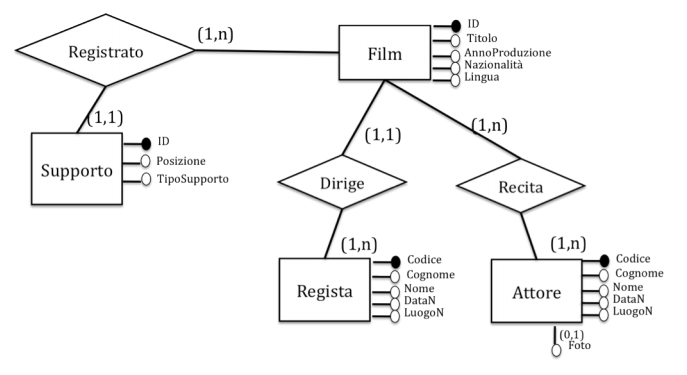 Registrato
(1,n)
Film
ID
Titolo
AnnoProduzione
Nazionalità
Lingua
(1,1)
Supporto
ID
Posizione
TipoSupporto
(1,1)
(1,n)
Dirige
Recita
(1,n)
(1,n)
Regista
Codice
Cognome
Nome
DataN
LuogoN
Attore
Codice
Cognome
Nome
DataN
LuogoN
(0,1)
Foto